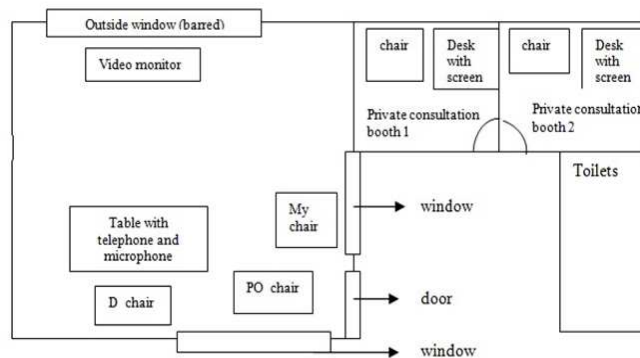 Outside window (barred)
Video monitor
chair
Desk
with
screen
chair
Desk
with
screen
Private consultation
booth 1
Private consultation
booth 2
Toilets
My
chair
window
Table with
telephone and
microphone
D chair
PO chair
door
window